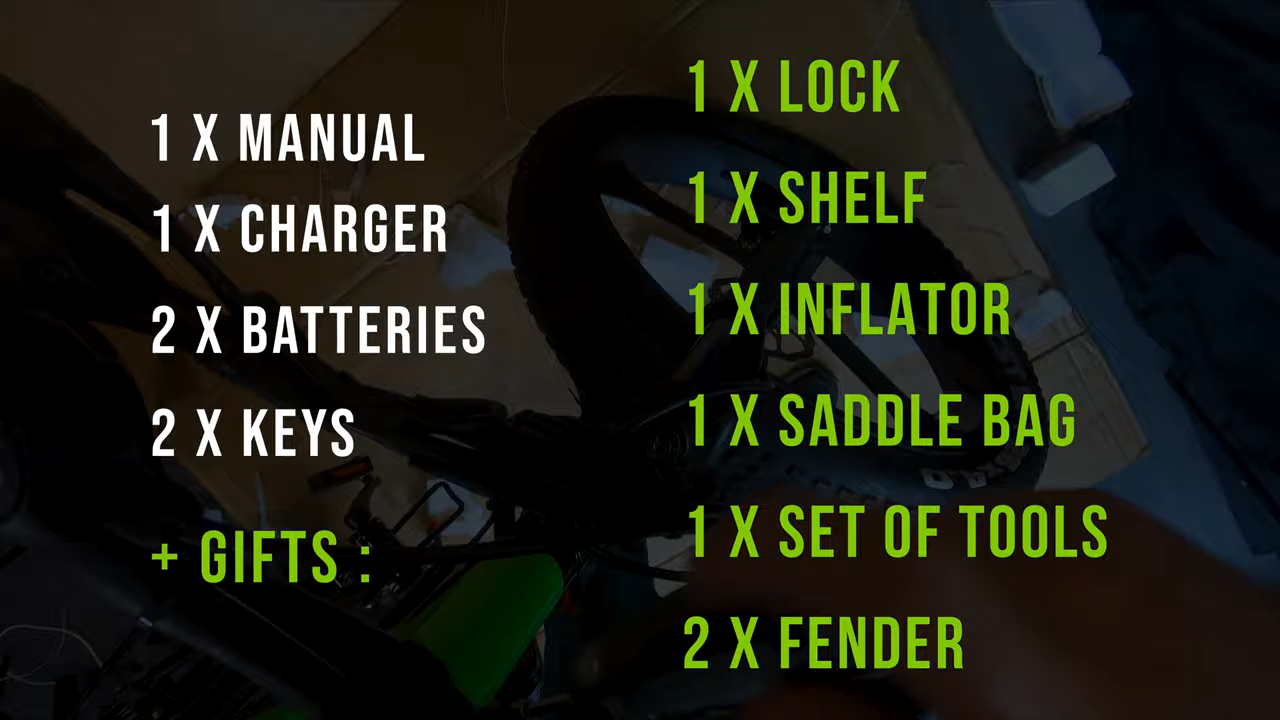 1 X MANUAL
1 X CHARGER
2 X BATTERIES
2 X KEYS
+ GIFTS :
1 X LOCK
1 X SHELF
1 X INFLATOR
1 X SADDLE BAG
1 X SET OF TOOLS
2 X FENDER